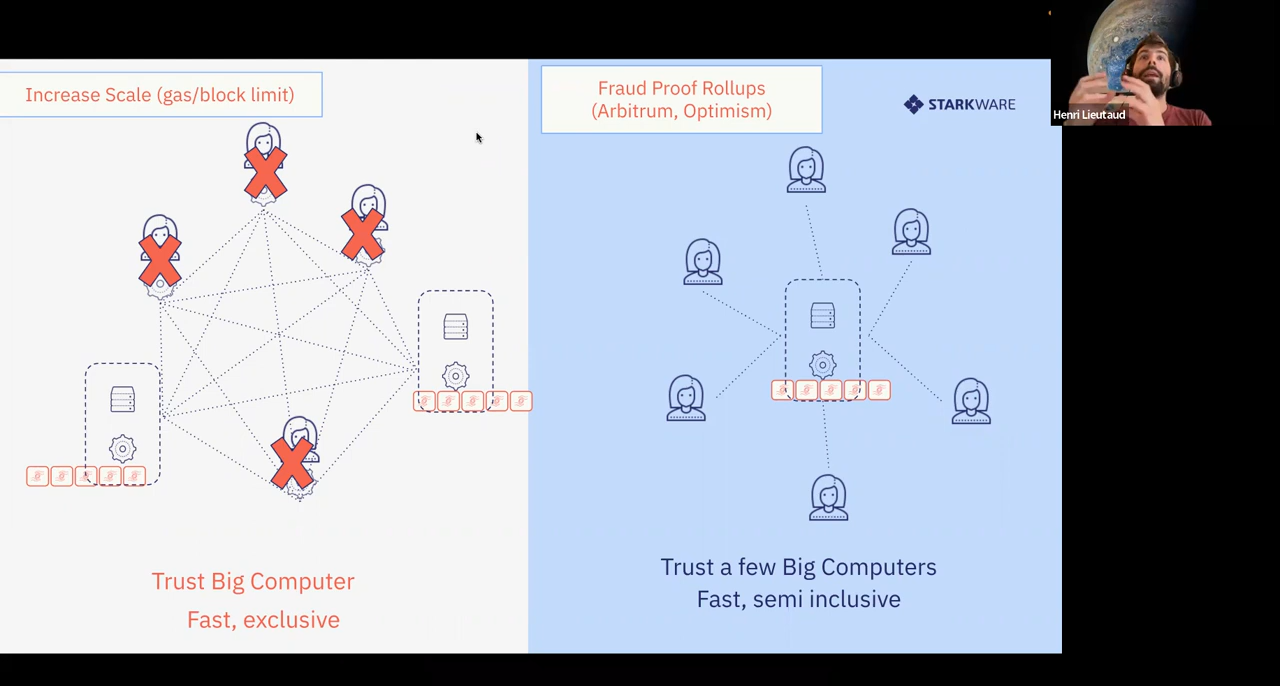 Increase Scale (gas/block limit)
Fraud Proof Rollups
(Arbitrum, Optimism)
STARKWARE
Henri Lieutaud
Trust Big Computer
Fast, exclusive
Trust a few Big Computers
Fast, semi inclusive